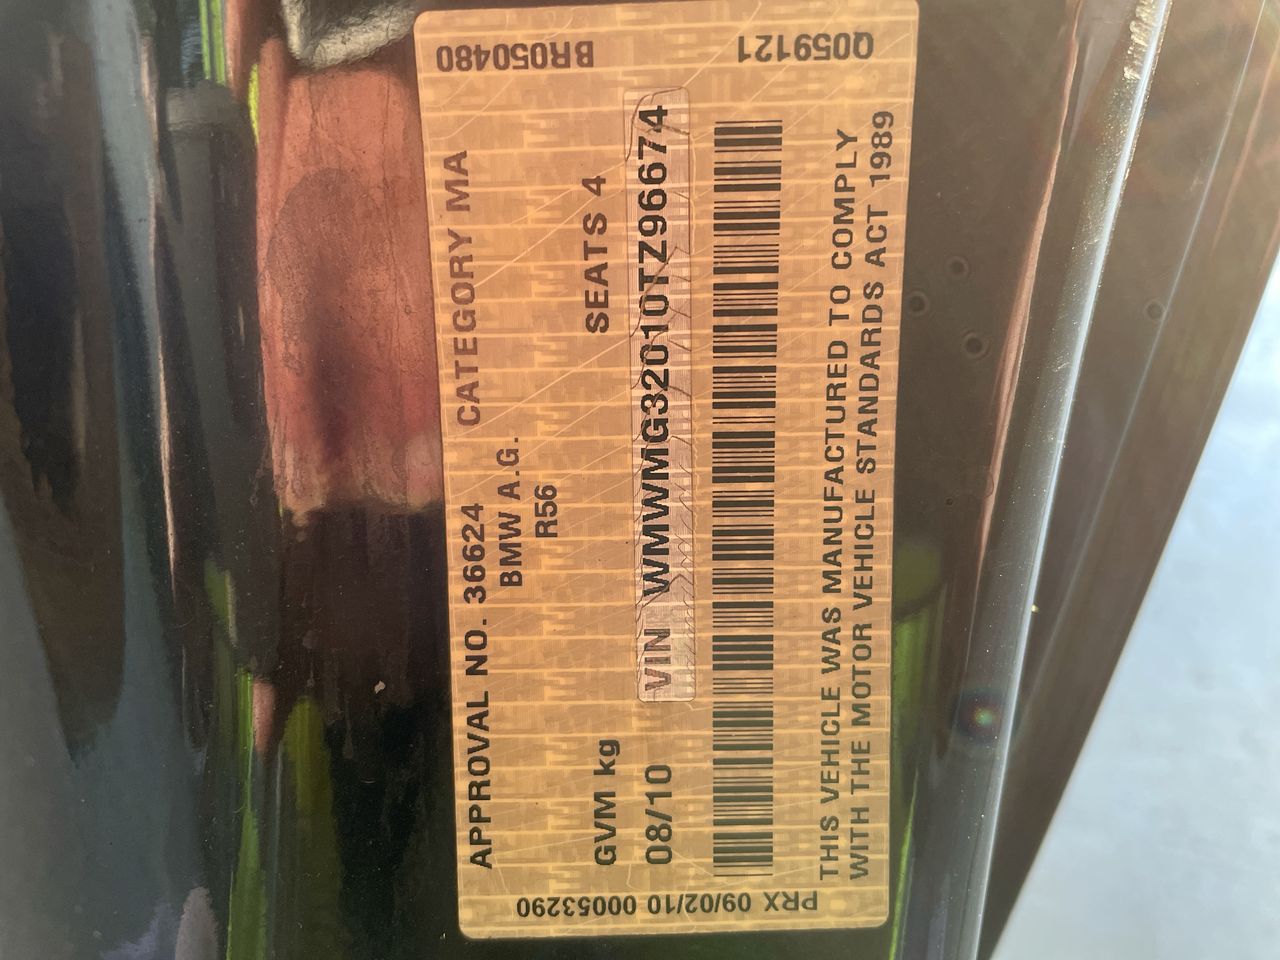 APPROVAL NO. 36624 CATEGORY MA
BMW A.G.
R56
GVM kg SEATS 4
08/10 VIN WMWMG32010TZ96674
THIS VEHICLE WAS MANUFACTURED TO COMPLY
WITH THE MOTOR VEHICLE STANDARDS ACT 1989
BR050480
Q059121
PRX 09/02/10 00053290